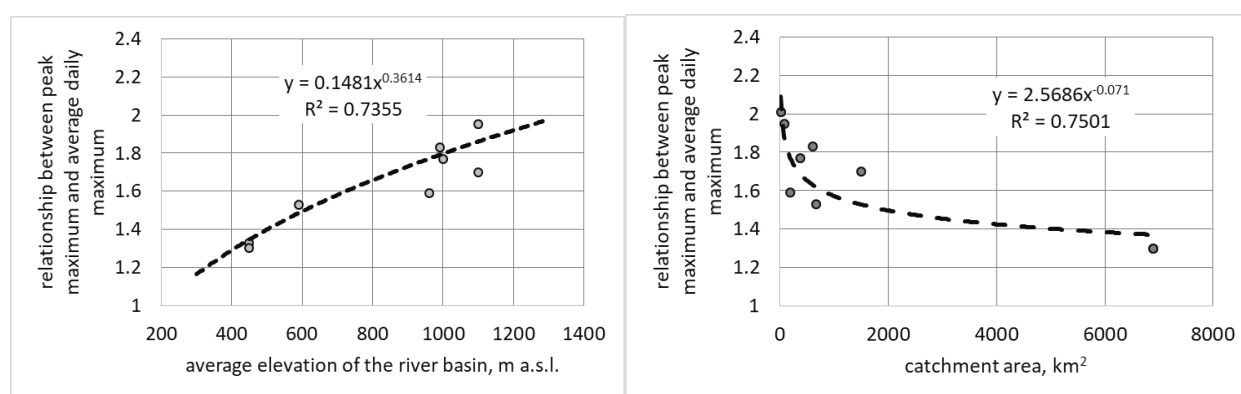 relationship between peak
maximum and average daily
maximum
2.4
2.2
2
1.8
1.6
1.4
1.2
1
y = 0.1481x^0.3614
R² = 0.7355
200 400 600 800 1000 1200 1400
average elevation of the river basin, m a.s.l.
relationship between peak
maximum and average daily
maximum
2.4
2.2
2
1.8
1.6
1.4
1.2
1
y = 2.5686x^-0.071
R² = 0.7501
0 2000 4000 6000 8000
catchment area, km²